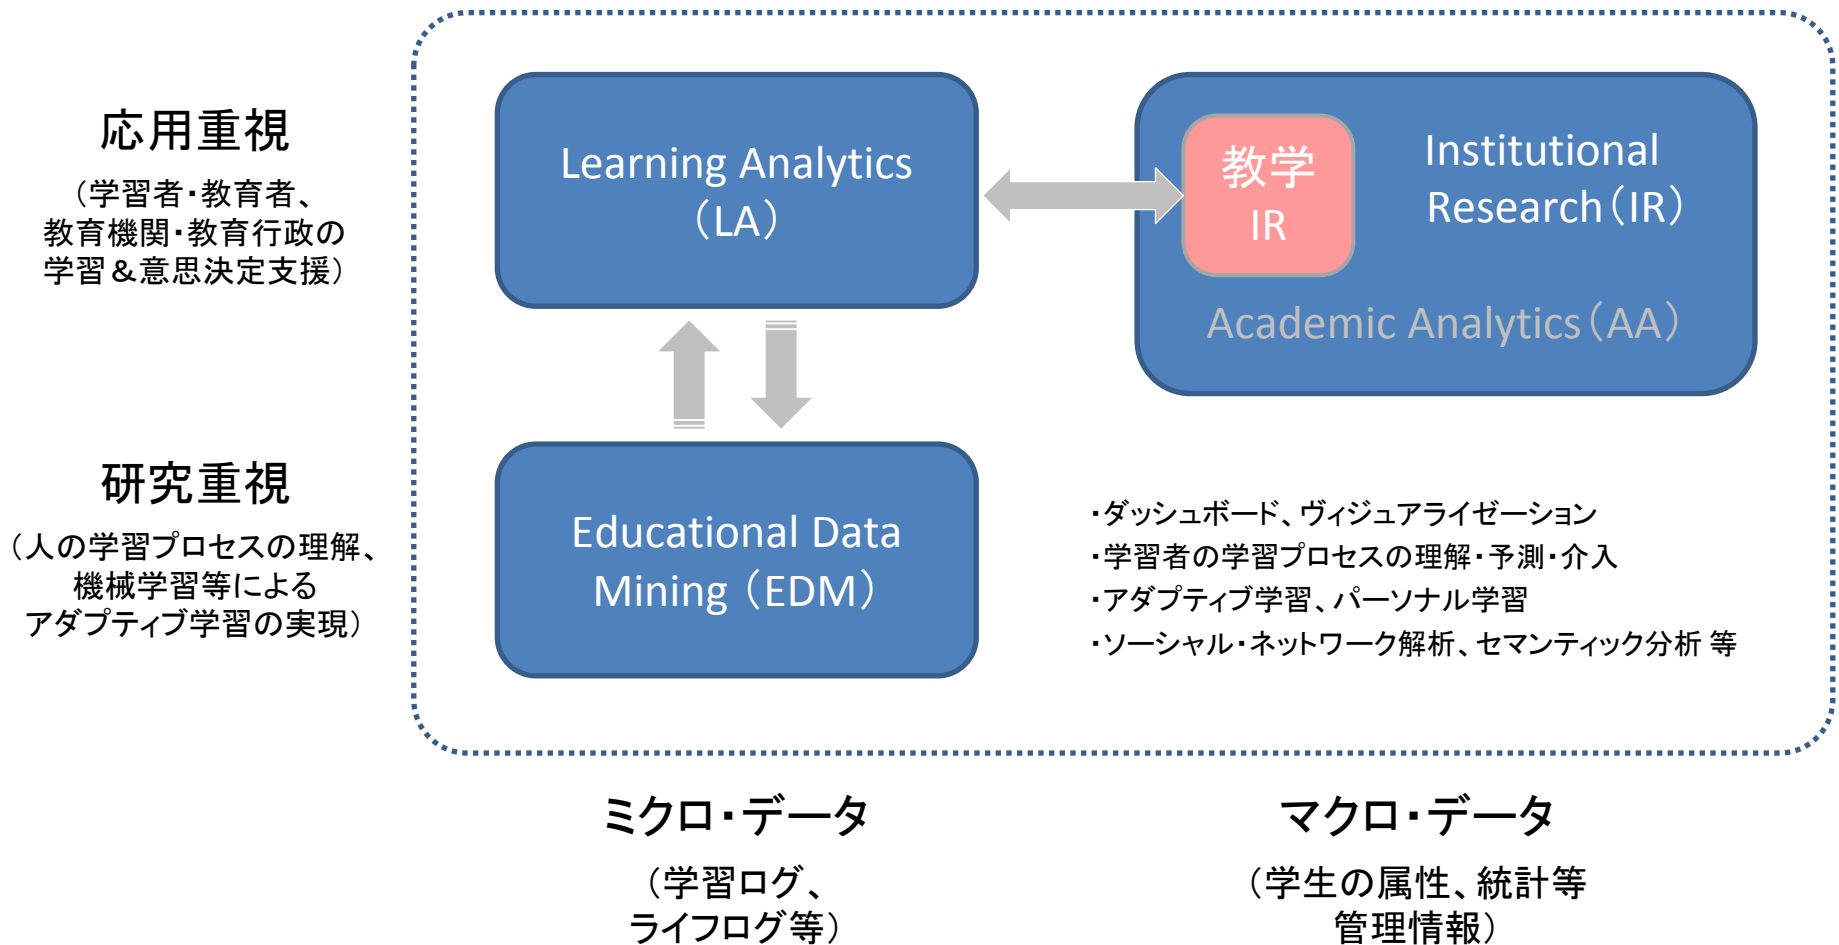 応用重視
（学習者・教育者、
教育機関・教育行政の
学習＆意思決定支援）
Learning Analytics
（LA）
教学
IR
Institutional
Research（IR）
Academic Analytics（AA）
研究重視
（人の学習プロセスの理解、
機械学習等による
アダプティブ学習の実現）
Educational Data
Mining （EDM）
・ダッシュボード、ヴィジュアライゼーション
・学習者の学習プロセスの理解・予測・介入
・アダプティブ学習、パーソナル学習
・ソーシャル・ネットワーク解析、セマンティック分析 等
ミクロ・データ
（学習ログ、
ライフログ等）
マクロ・データ
（学生の属性、統計等
管理情報）